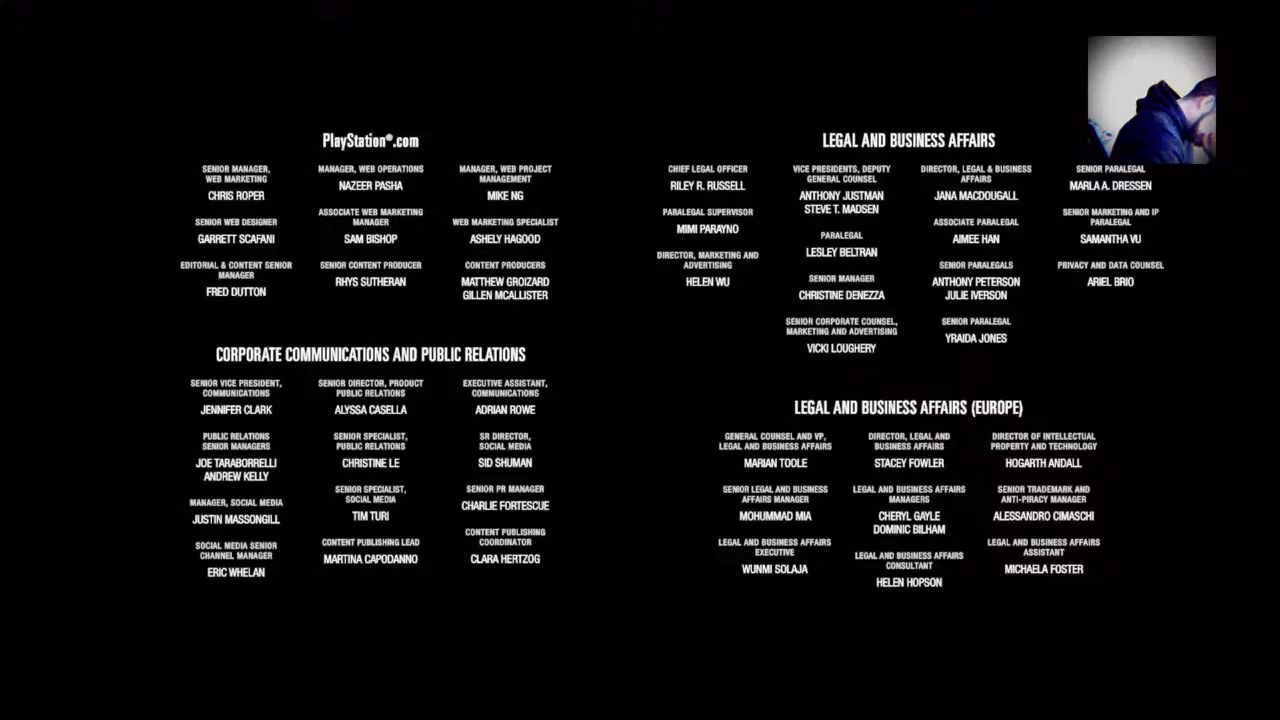 PlayStation®.com
SENIOR MANAGER,
WEB MARKETING
CHRIS ROPER
SENIOR WEB DESIGNER
GARRETT SCAFANI
EDITORIAL & CONTENT SENIOR
MANAGER
FRED DUTTON
MANAGER, WEB OPERATIONS
NAZEER PASHA
ASSOCIATE WEB MARKETING
MANAGER
SAM BISHOP
SENIOR CONTENT PRODUCER
RHYS SUTHERAN
MANAGER, WEB PROJECT
MANAGEMENT
MIKE NG
WEB MARKETING SPECIALIST
ASHELY HAGOOD
CONTENT PRODUCERS
MATTHEW GROIZARD
GILLEN MCALLISTER
CORPORATE COMMUNICATIONS AND PUBLIC RELATIONS
SENIOR VICE PRESIDENT,
COMMUNICATIONS
JENNIFER CLARK
PUBLIC RELATIONS
SENIOR MANAGERS
JOE TARABORRELLI
ANDREW KELLY
MANAGER, SOCIAL MEDIA
JUSTIN MASSONGILL
SOCIAL MEDIA SENIOR
CHANNEL MANAGER
ERIC WHELAN
SENIOR DIRECTOR, PRODUCT
PUBLIC RELATIONS
ALYSSA CASELLA
SENIOR SPECIALIST,
PUBLIC RELATIONS
CHRISTINE LE
SENIOR SPECIALIST,
SOCIAL MEDIA
TIM TURI
CONTENT PUBLISHING LEAD
MARTINA CAPODANNO
EXECUTIVE ASSISTANT,
COMMUNICATIONS
ADRIAN ROWE
SR DIRECTOR,
SOCIAL MEDIA
SID SHUMAN
SENIOR PR MANAGER
CHARLIE FORTESCUE
CONTENT PUBLISHING
COORDINATOR
CLARA HERTZOG
LEGAL AND BUSINESS AFFAIRS
CHIEF LEGAL OFFICER
RILEY R. RUSSELL
PARALEGAL SUPERVISOR
MIMI PARAYNO
DIRECTOR, MARKETING AND
ADVERTISING
HELEN WU
VICE PRESIDENTS, DEPUTY
GENERAL COUNSEL
ANTHONY JUSTMAN
STEVE T. MADSEN
PARALEGAL
LESLEY BELTRAN
SENIOR MANAGER
CHRISTINE DENEZZA
SENIOR CORPORATE COUNSEL,
MARKETING AND ADVERTISING
VICKI LOUGHERY
DIRECTOR, LEGAL & BUSINESS
AFFAIRS
JANA MACDOUGALL
ASSOCIATE PARALEGAL
AIMEE HAN
SENIOR PARALEGALS
ANTHONY PETERSON
JULIE IVERSON
SENIOR PARALEGAL
YRAIDA JONES
SENIOR PARALEGAL
MARLA A. DRESSEN
SENIOR MARKETING AND IP
PARALEGAL
SAMANTHA VU
PRIVACY AND DATA COUNSEL
ARIEL BRIO
LEGAL AND BUSINESS AFFAIRS (EUROPE)
GENERAL COUNSEL AND VP,
LEGAL AND BUSINESS AFFAIRS
MARIAN TOOLE
SENIOR LEGAL AND BUSINESS
AFFAIRS MANAGER
MOHUMMAD MIA
LEGAL AND BUSINESS AFFAIRS
EXECUTIVE
WUNMI SOLAJA
DIRECTOR, LEGAL AND
BUSINESS AFFAIRS
STACEY FOWLER
LEGAL AND BUSINESS AFFAIRS
MANAGERS
CHERYL GAYLE
DOMINIC BILHAM
LEGAL AND BUSINESS AFFAIRS
CONSULTANT
HELEN HOPSON
DIRECTOR OF INTELLECTUAL
PROPERTY AND TECHNOLOGY
HOGARTH ANDALL
SENIOR TRADEMARK AND
ANTI-PIRACY MANAGER
ALESSANDRO CIMASCHI
LEGAL AND BUSINESS AFFAIRS
ASSISTANT
MICHAELA FOSTER